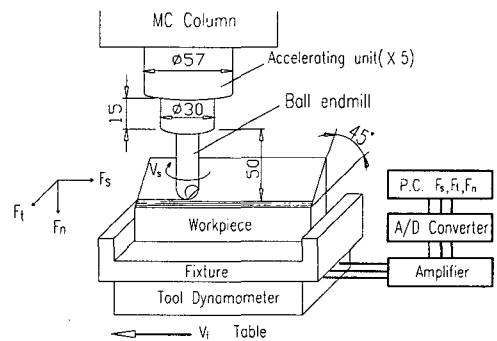 MC Column
Accelerating unit(X 5)
ø57
ø30
15
Ball endmill
45°
50
Vs
Fs
Ft
Fn
P.C. Fs,Ft,Fn
A/D Converter
Amplifier
Workpiece
Fixture
Tool Dynamometer
Vf Table